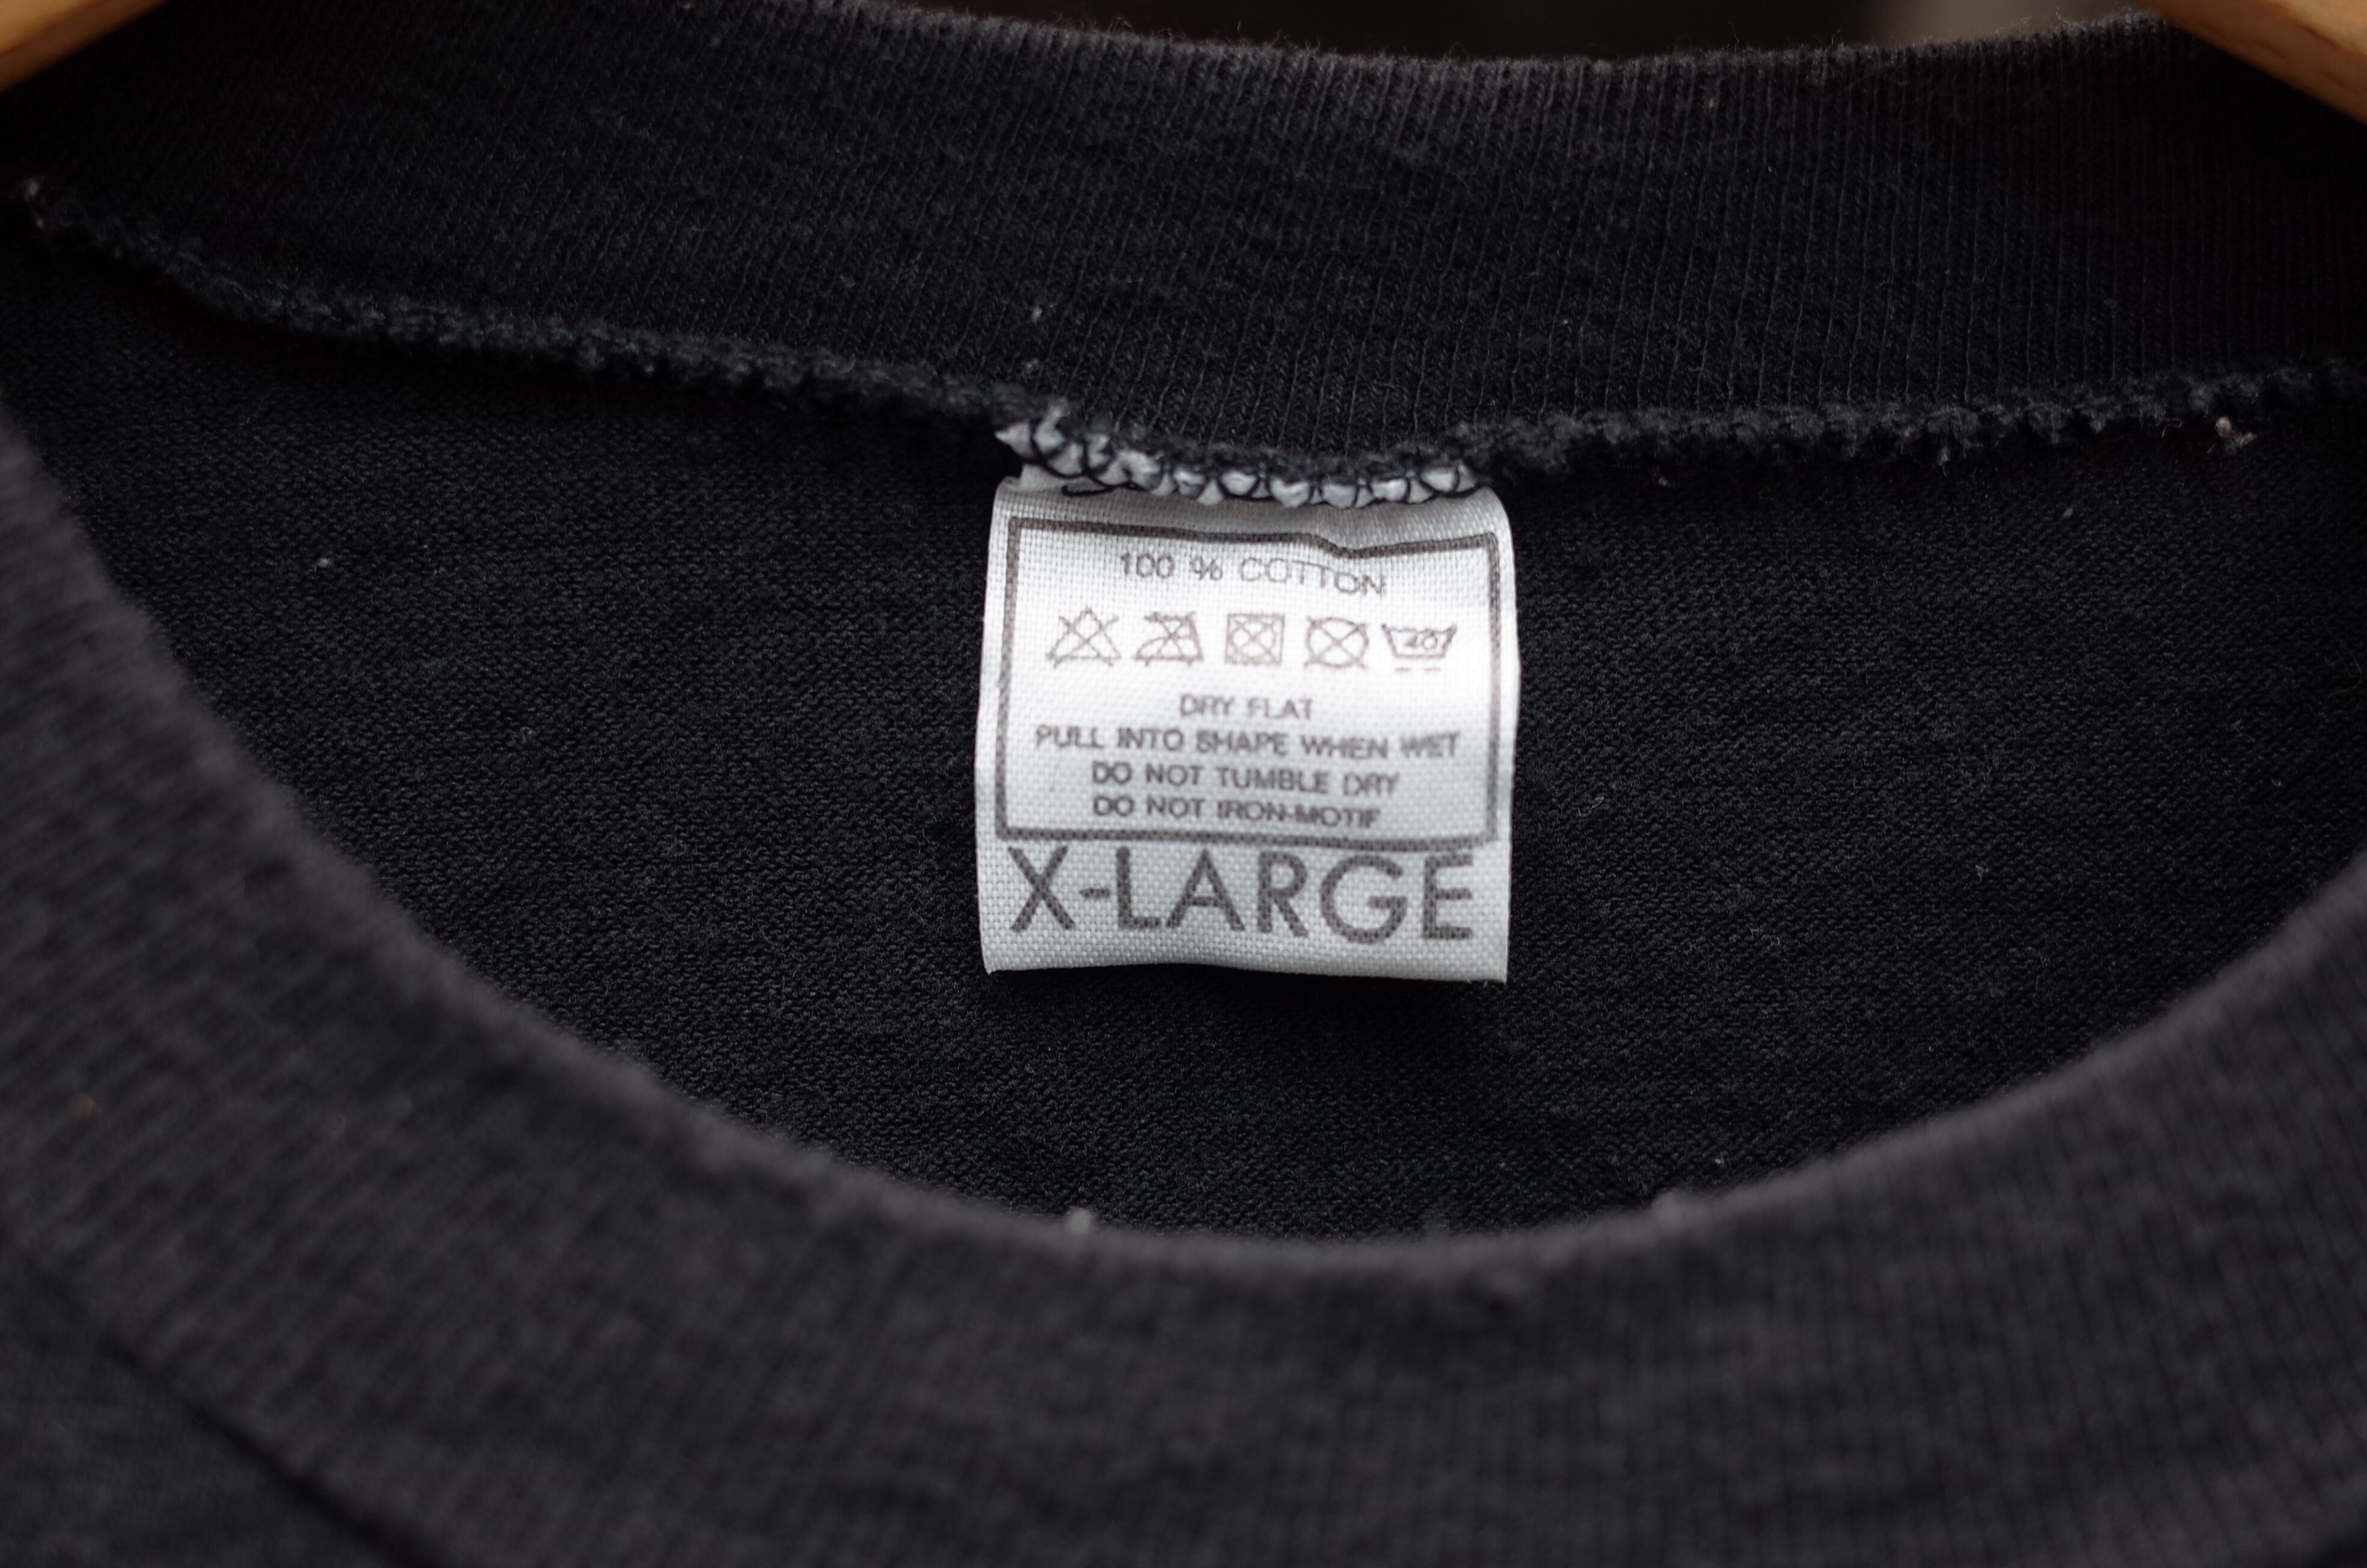 100 % COTTON
40
DRY FLAT
PULL INTO SHAPE WHEN WET
DO NOT TUMBLE DRY
DO NOT IRON-MOTIF
X-LARGE